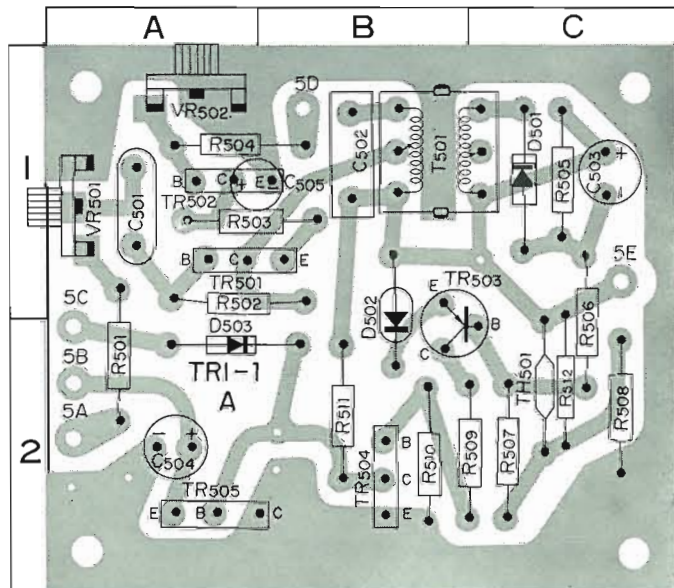 A B C
5D
VR502
R504
C502
T501
D501
R505
C503
+
−
1
B C + E − C505
TR502
VR501
C501
R503
B C E
TR501
5E
E TR503
B
C
5C
R502
D502
R506
D503
R501
5B
TR1-1
A
TH501
R512
R508
5A
R511
2
− +
C504
B
TR504
C
E
R510
R509
R507
TR505
E B C